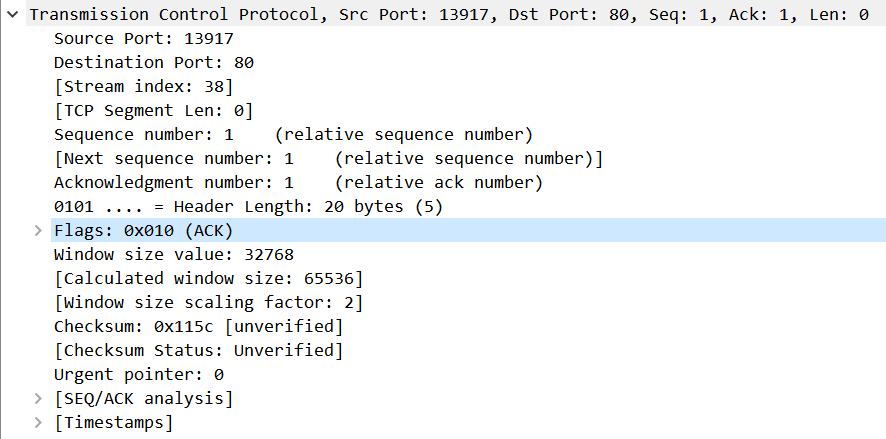 Transmission Control Protocol, Src Port: 13917, Dst Port: 80, Seq: 1, Ack: 1, Len: 0
Source Port: 13917
Destination Port: 80
[Stream index: 38]
[TCP Segment Len: 0]
Sequence number: 1    (relative sequence number)
[Next sequence number: 1    (relative sequence number)]
Acknowledgment number: 1    (relative ack number)
0101 .... = Header Length: 20 bytes (5)
Flags: 0x010 (ACK)
Window size value: 32768
[Calculated window size: 65536]
[Window size scaling factor: 2]
Checksum: 0x115c [unverified]
[Checksum Status: Unverified]
Urgent pointer: 0
[SEQ/ACK analysis]
[Timestamps]